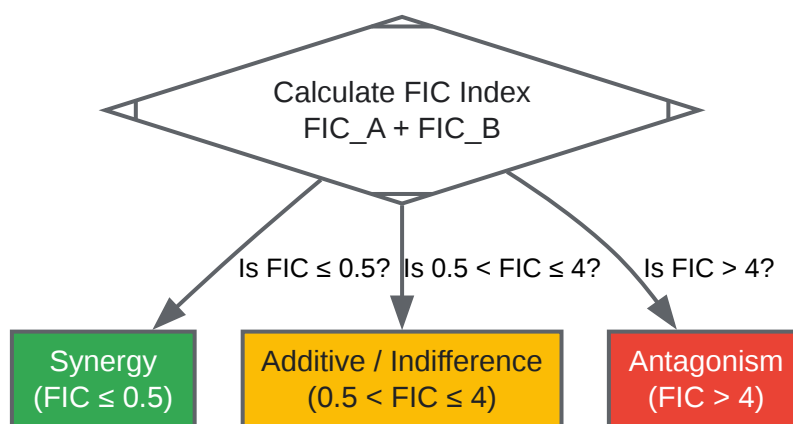 Calculate FIC Index
FIC_A + FIC_B
Is FIC ≤ 0.5?
Is 0.5 < FIC ≤ 4?
Is FIC > 4?
Synergy
(FIC ≤ 0.5)
Additive / Indifference
(0.5 < FIC ≤ 4)
Antagonism
(FIC > 4)